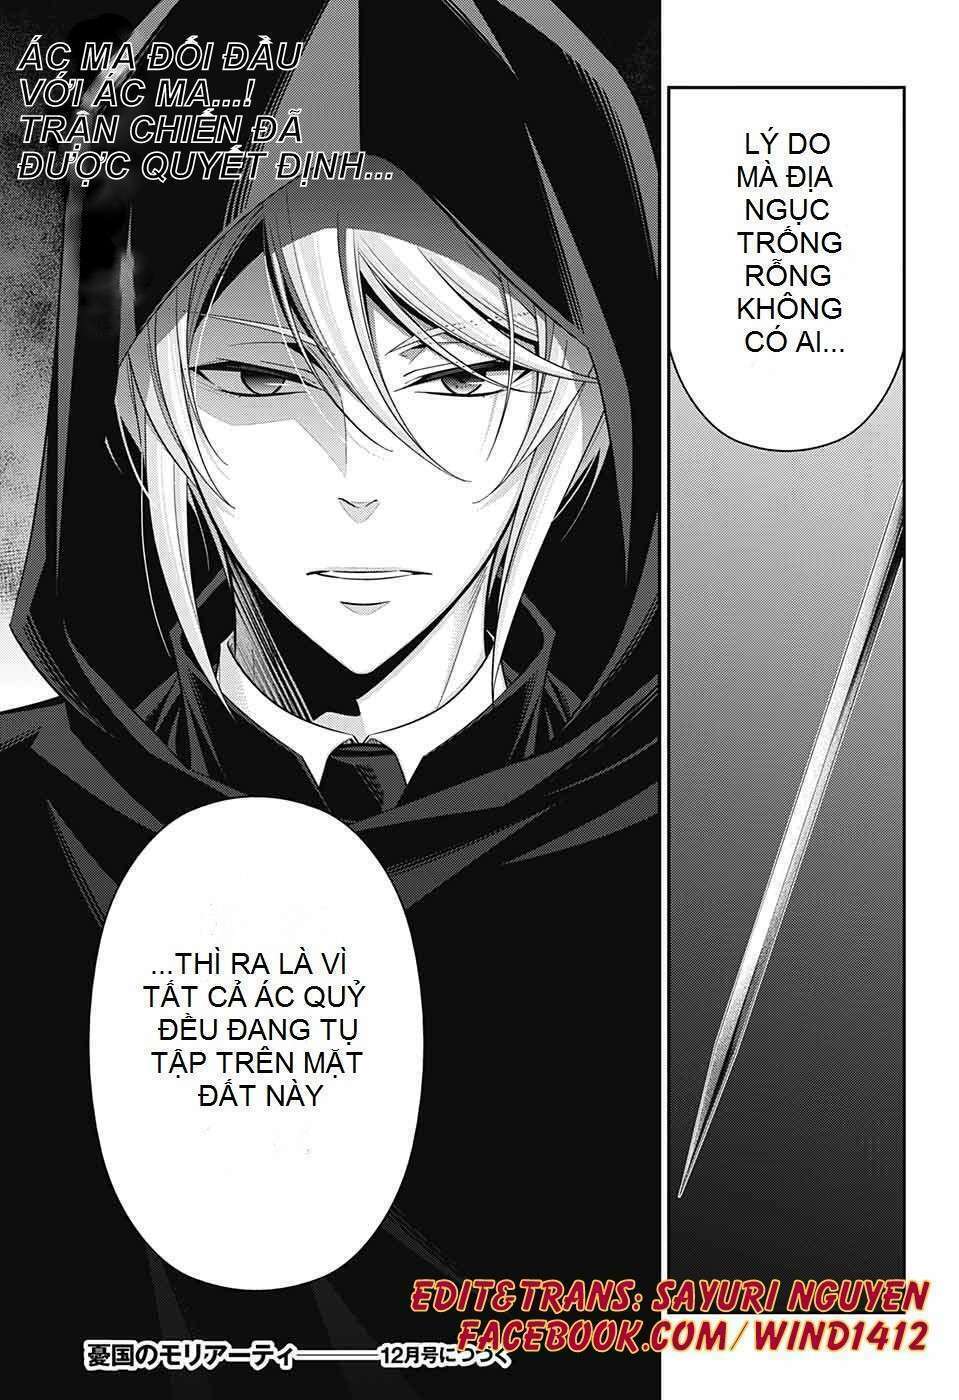 LÝ DO
MÀ ĐỊA
NGỤC
TRỐNG
RỖNG
KHÔNG
CÓ AI...
ÁC MA ĐỐI ĐẦU
VỚI ÁC MA...!
TRẬN CHIẾN ĐÃ
ĐƯỢC QUYẾT ĐỊNH...
...THÌ RA LÀ VÌ
TẤT CẢ ÁC QUỶ
ĐỀU ĐANG TỤ
TẬP TRÊN MẶT
ĐẤT NÀY
EDIT&TRANS: SAYURI NGUYEN
FACEBOOK.COM/WIND1412
憂国のモリアーティ————12月号につづく